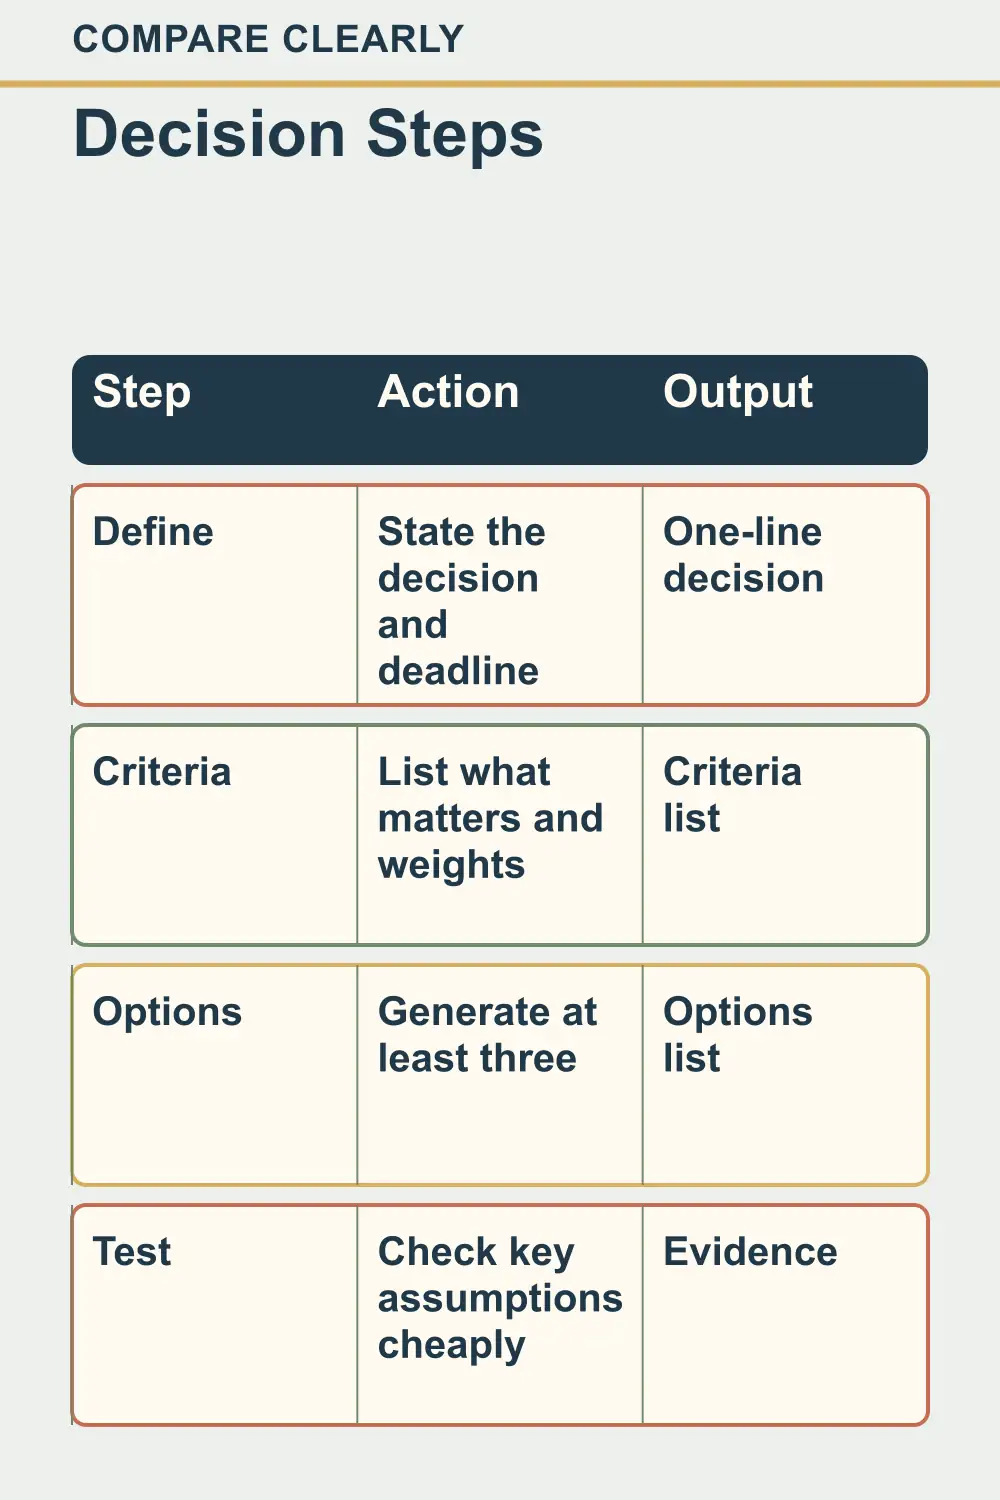 COMPARE CLEARLY
Decision Steps
Step Action Output
Define
State the
decision
and
deadline
One-line
decision
Criteria
List what
matters and
weights
Criteria
list
Options
Generate at
least three
Options
list
Test
Check key
assumptions
cheaply
Evidence